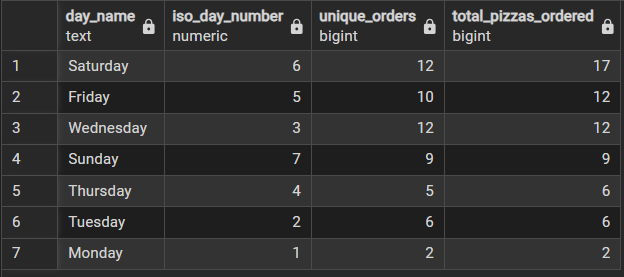 day_name iso_day_number unique_orders total_pizzas_ordered
text numeric bigint bigint
1 Saturday 6 12 17
2 Friday 5 10 12
3 Wednesday 3 12 12
4 Sunday 7 9 9
5 Thursday 4 5 6
6 Tuesday 2 6 6
7 Monday 1 2 2